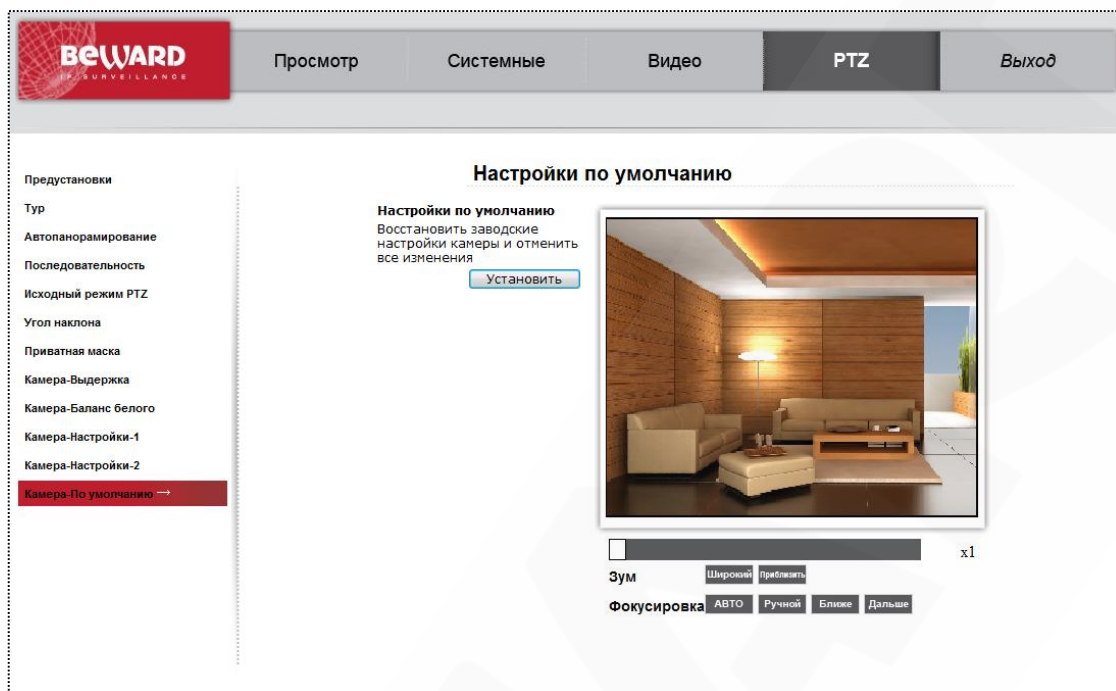 BEWARD
IP SURVEILLANCE
Просмотр
Системные
Видео
PTZ
Выход
Предустановки
Тур
Автопанорамирование
Последовательность
Исходный режим PTZ
Угол наклона
Приватная маска
Камера-Выдержка
Камера-Баланс белого
Камера-Настройки-1
Камера-Настройки-2
Камера-По умолчанию →
Настройки по умолчанию
Настройки по умолчанию
Восстановить заводские
настройки камеры и отменить
все изменения
Установить
x1
Зум Широкий Приблизить
Фокусировка АВТО Ручной Ближе Дальше